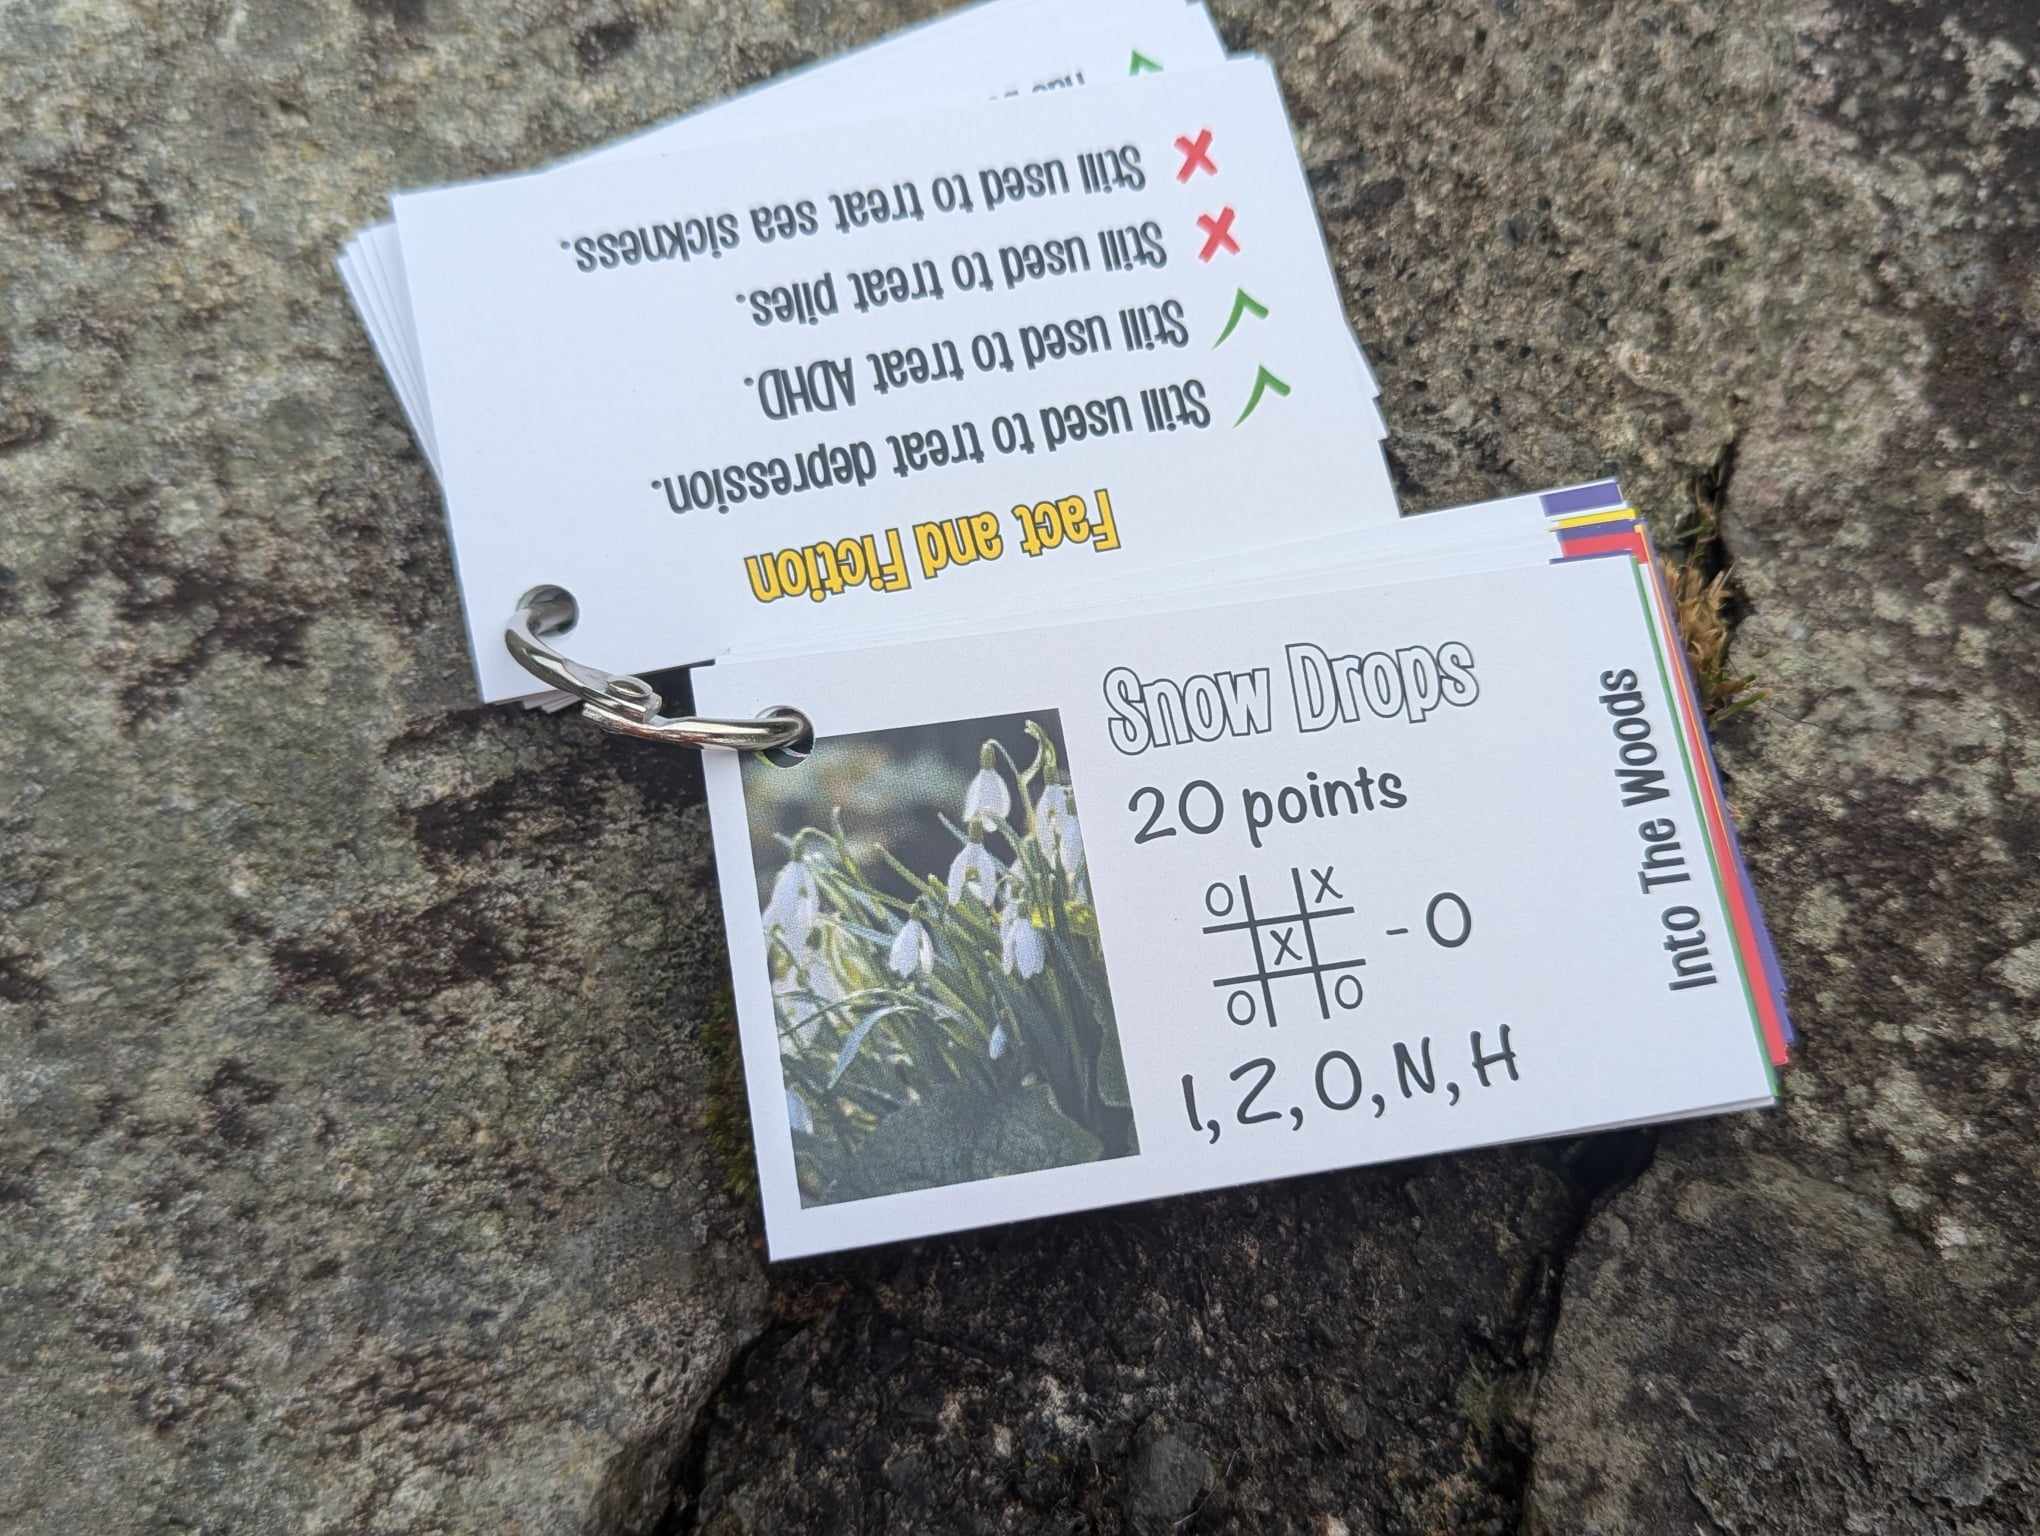 Fact and Fiction
Still used to treat depression.
Still used to treat ADHD.
Still used to treat piles.
Still used to treat sea sickness.
Snow Drops
20 points
O X
X - O
O O
1, Z, O, N, H
Into The Woods